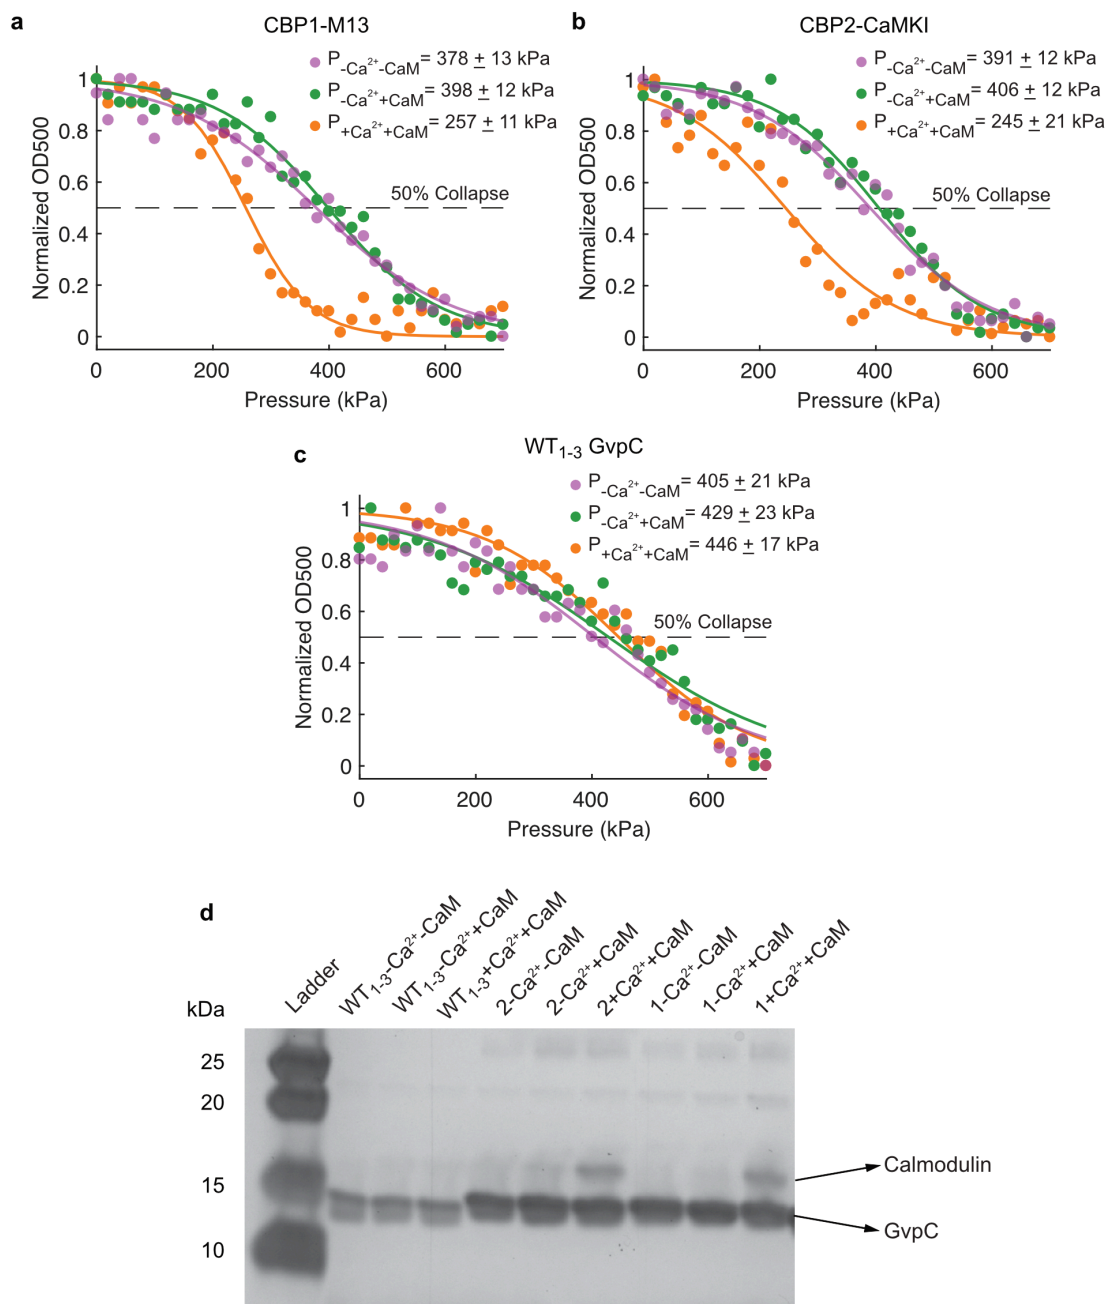 a
CBP1-M13
P-Ca²⁺-CaM= 378 ± 13 kPa
P-Ca²⁺+CaM= 398 ± 12 kPa
P+Ca²⁺+CaM= 257 ± 11 kPa
50% Collapse
Normalized OD500
1
0.8
0.6
0.4
0.2
0
0 200 400 600
Pressure (kPa)
b
CBP2-CaMKI
P-Ca²⁺-CaM= 391 ± 12 kPa
P-Ca²⁺+CaM= 406 ± 12 kPa
P+Ca²⁺+CaM= 245 ± 21 kPa
50% Collapse
Normalized OD500
1
0.8
0.6
0.4
0.2
0
0 200 400 600
Pressure (kPa)
c
WT1-3 GvpC
P-Ca²⁺-CaM= 405 ± 21 kPa
P-Ca²⁺+CaM= 429 ± 23 kPa
P+Ca²⁺+CaM= 446 ± 17 kPa
50% Collapse
Normalized OD500
1
0.8
0.6
0.4
0.2
0
0 200 400 600
Pressure (kPa)
d
Ladder
WT1-3-Ca²⁺-CaM
WT1-3-Ca²⁺+CaM
WT1-3+Ca²⁺+CaM
2-Ca²⁺-CaM
2-Ca²⁺+CaM
2+Ca²⁺+CaM
1-Ca²⁺-CaM
1-Ca²⁺+CaM
1+Ca²⁺+CaM
kDa
25
20
15
10
Calmodulin
GvpC